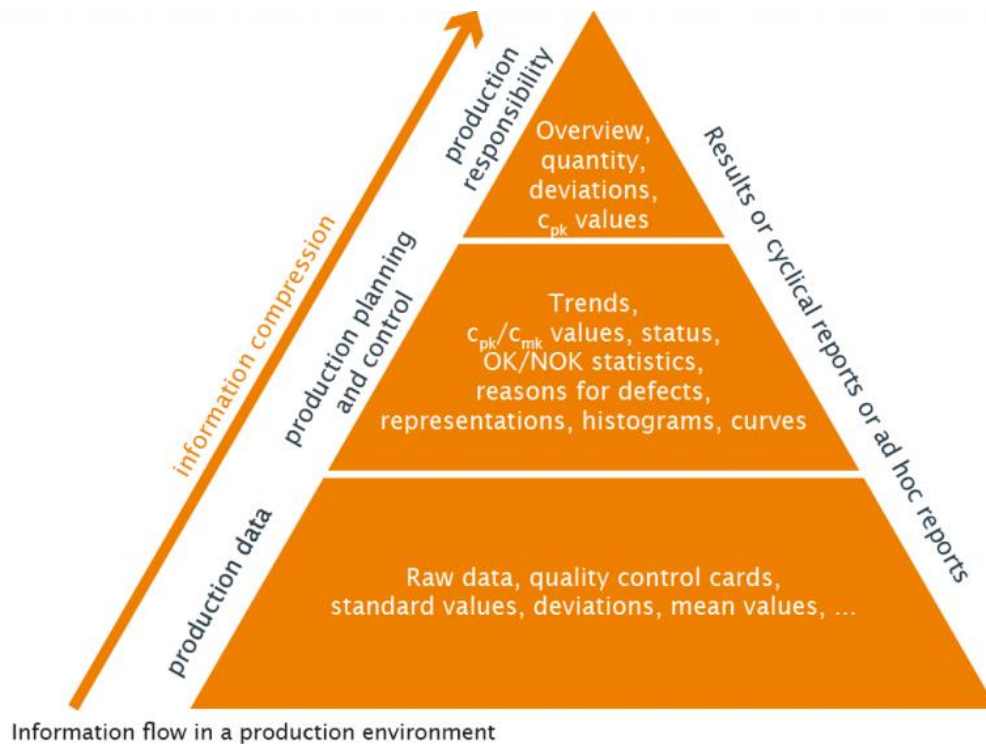 production
responsibility
Overview,
quantity,
deviations,
cpk values
Results or cyclical reports or ad hoc reports
information compression
production planning
and control
Trends,
cpk/cmk values, status,
OK/NOK statistics,
reasons for defects,
representations, histograms, curves
production data
Raw data, quality control cards,
standard values, deviations, mean values, ...
Information flow in a production environment